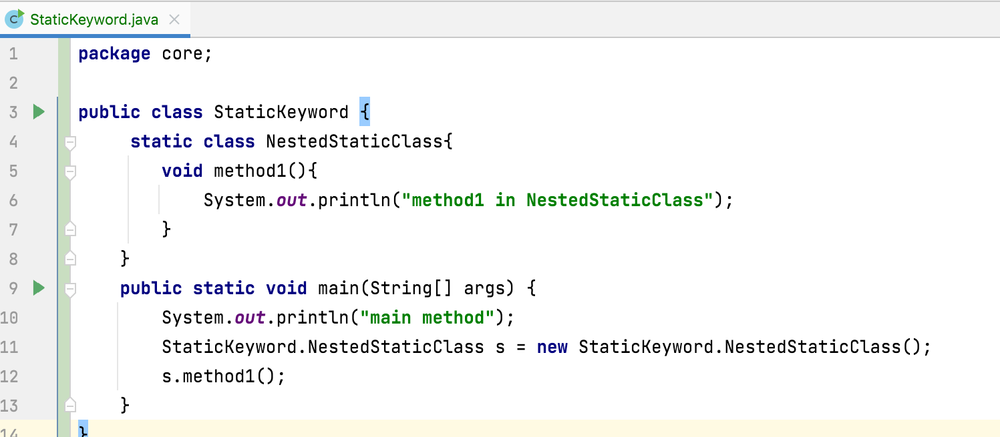 StaticKeyword.java
1 package core;
2
3 public class StaticKeyword {
4 static class NestedStaticClass{
5 void method1(){
6 System.out.println("method1 in NestedStaticClass");
7 }
8 }
9 public static void main(String[] args) {
10 System.out.println("main method");
11 StaticKeyword.NestedStaticClass s = new StaticKeyword.NestedStaticClass();
12 s.method1();
13 }
14 }